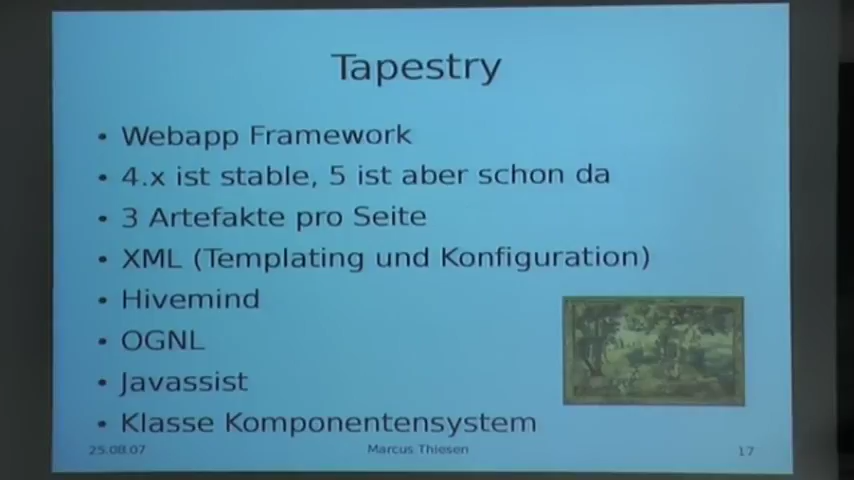 Tapestry
• Webapp Framework
• 4.x ist stable, 5 ist aber schon da
• 3 Artefakte pro Seite
• XML (Templating und Konfiguration)
• Hivemind
• OGNL
• Javassist
• Klasse Komponentensystem
25.08.07 Marcus Thiesen 17